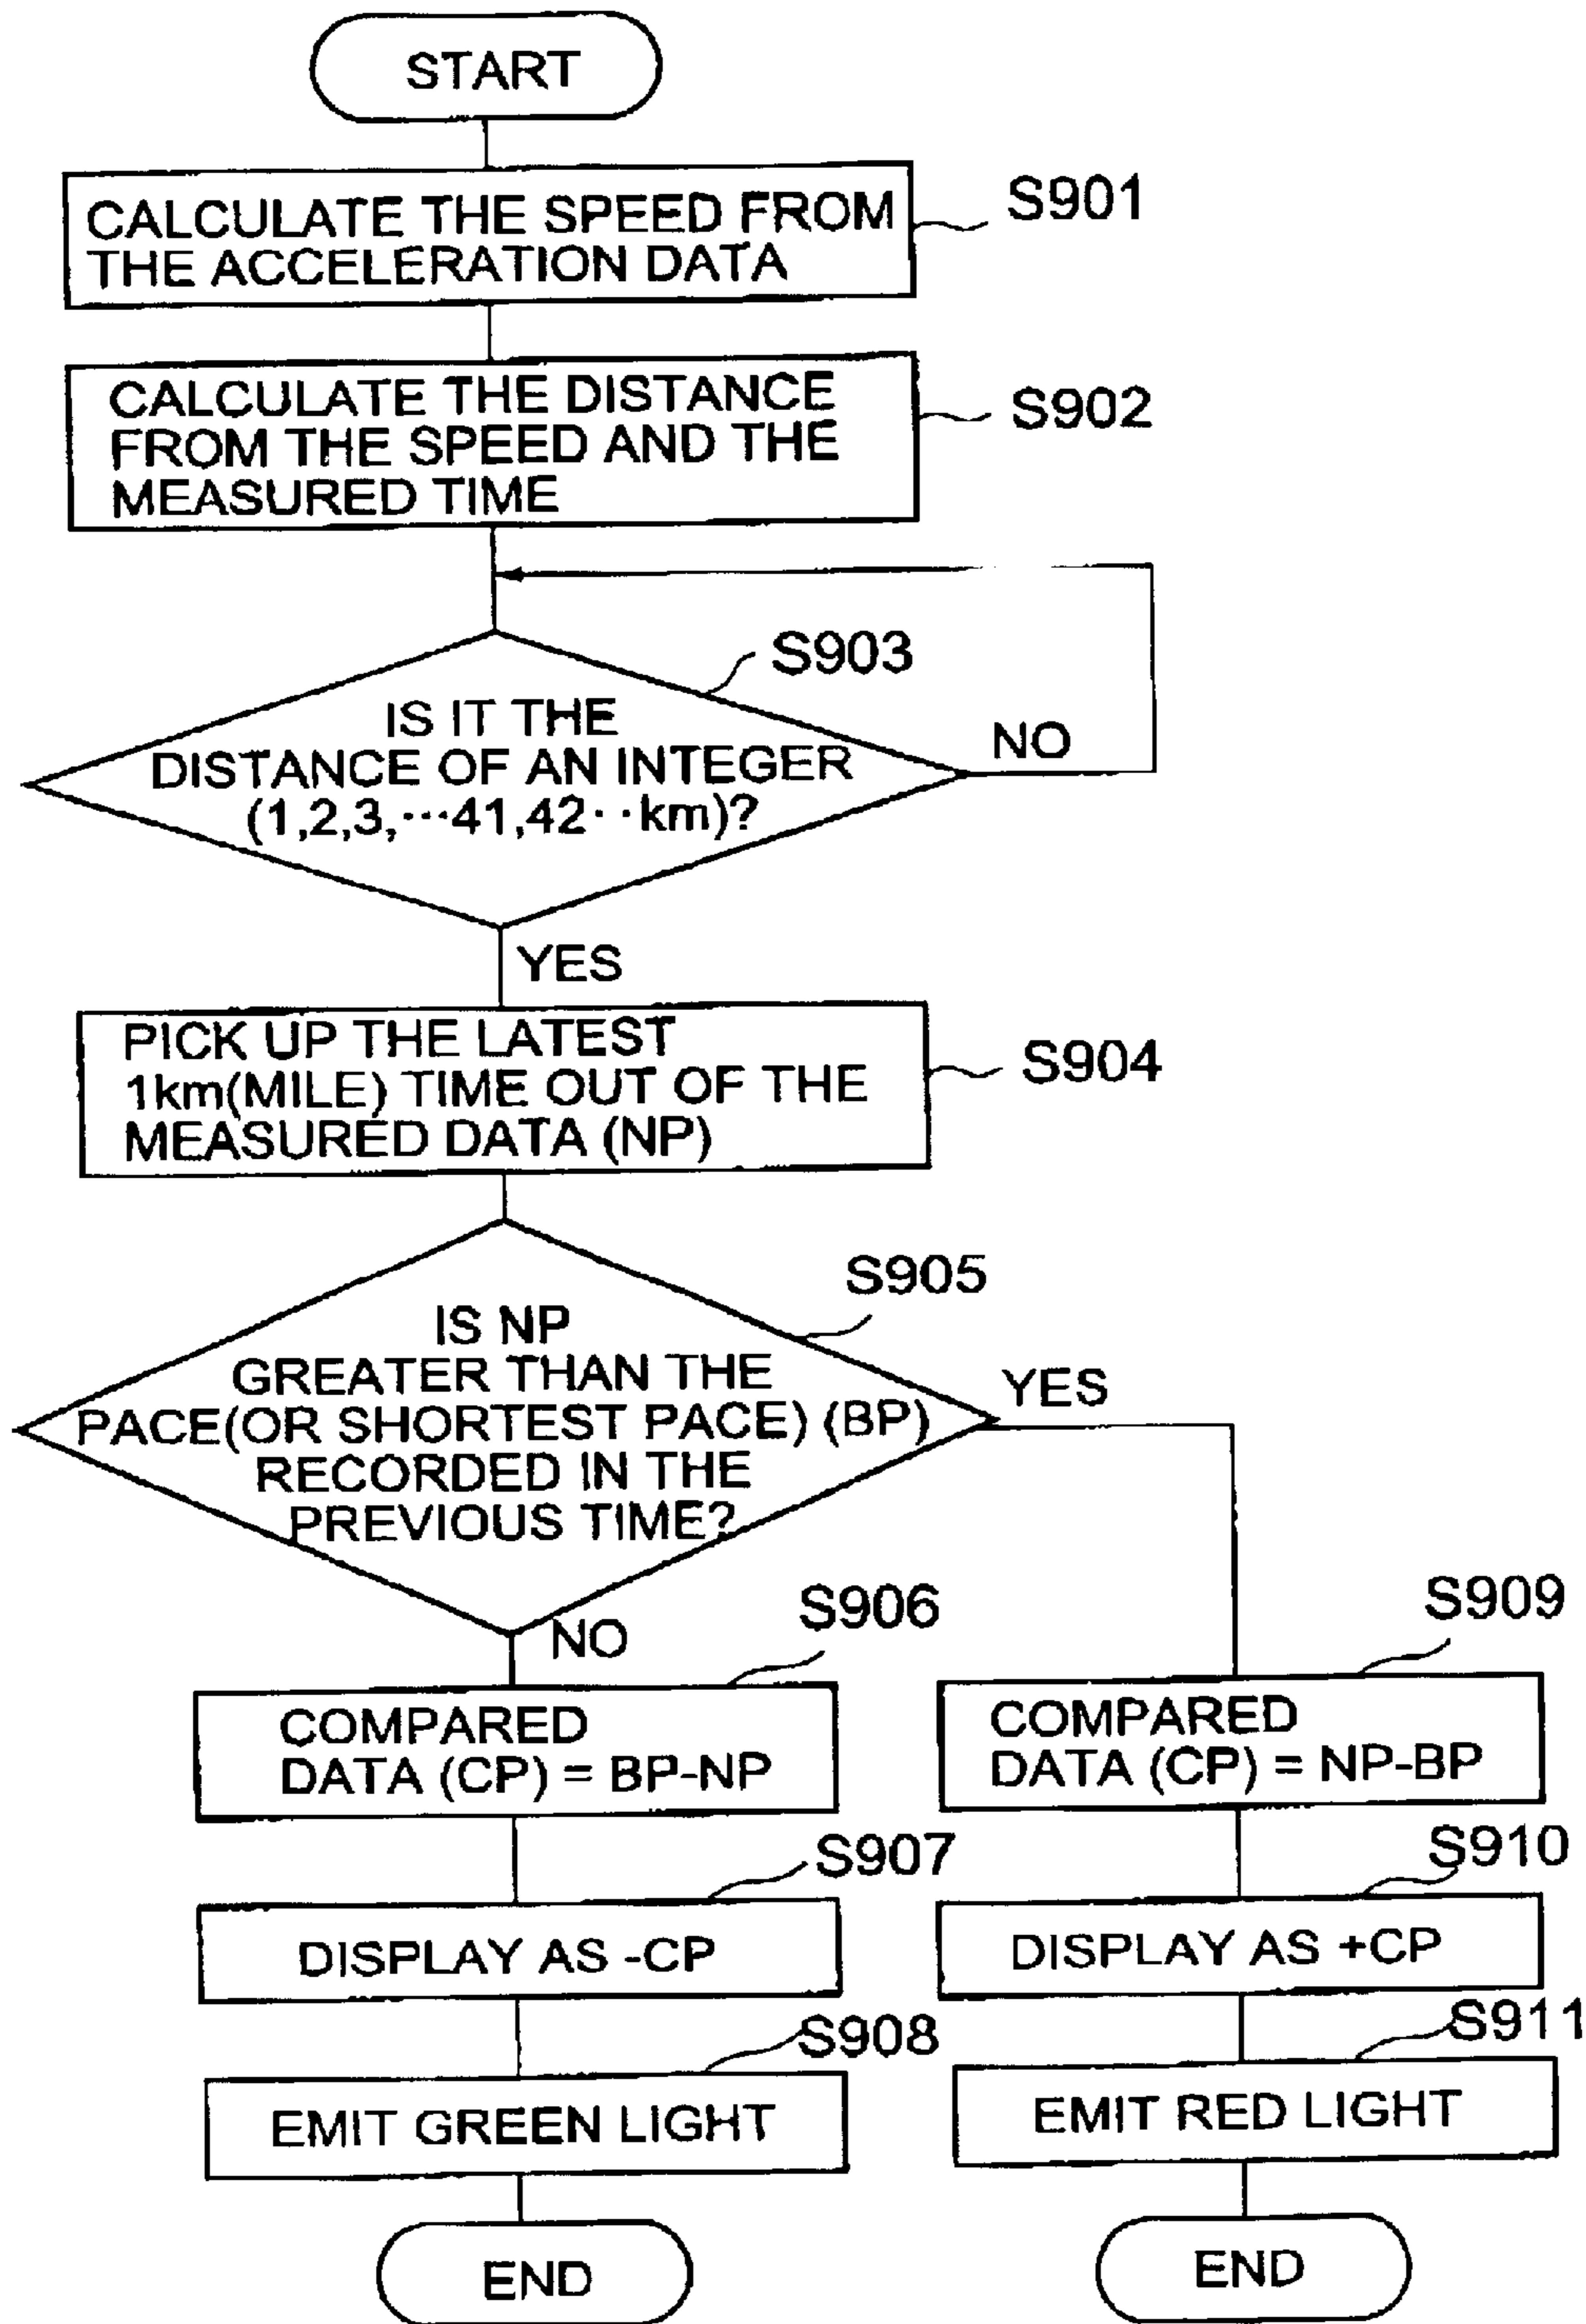 START
CALCULATE THE SPEED FROM
THE ACCELERATION DATA
S901
CALCULATE THE DISTANCE
FROM THE SPEED AND THE
MEASURED TIME
S902
S903
IS IT THE
DISTANCE OF AN INTEGER
(1,2,3,···41,42··km)?
NO
YES
PICK UP THE LATEST
1km(MILE) TIME OUT OF THE
MEASURED DATA (NP)
S904
S905
IS NP
GREATER THAN THE
PACE(OR SHORTEST PACE) (BP)
RECORDED IN THE
PREVIOUS TIME?
YES
NO
S906
COMPARED
DATA (CP) = BP-NP
S907
DISPLAY AS -CP
S908
EMIT GREEN LIGHT
END
S909
COMPARED
DATA (CP) = NP-BP
S910
DISPLAY AS +CP
S911
EMIT RED LIGHT
END